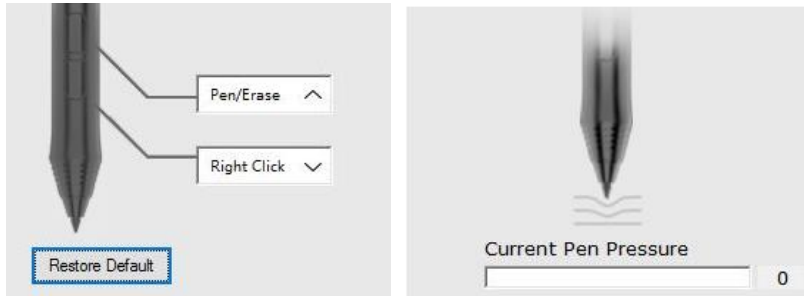 Pen/Erase
Right Click
Restore Default
Current Pen Pressure
0